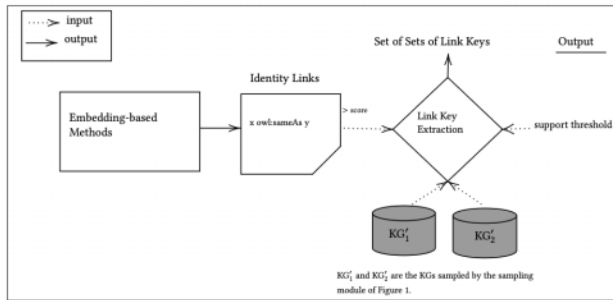 input
output
Set of Sets of Link Keys
Output
Identity Links
Embedding-based
Methods
x owl:sameAs y
> score
Link Key
Extraction
support threshold
KG′₁
KG′₂
KG′₁ and KG′₂ are the KGs sampled by the sampling
module of Figure 1.